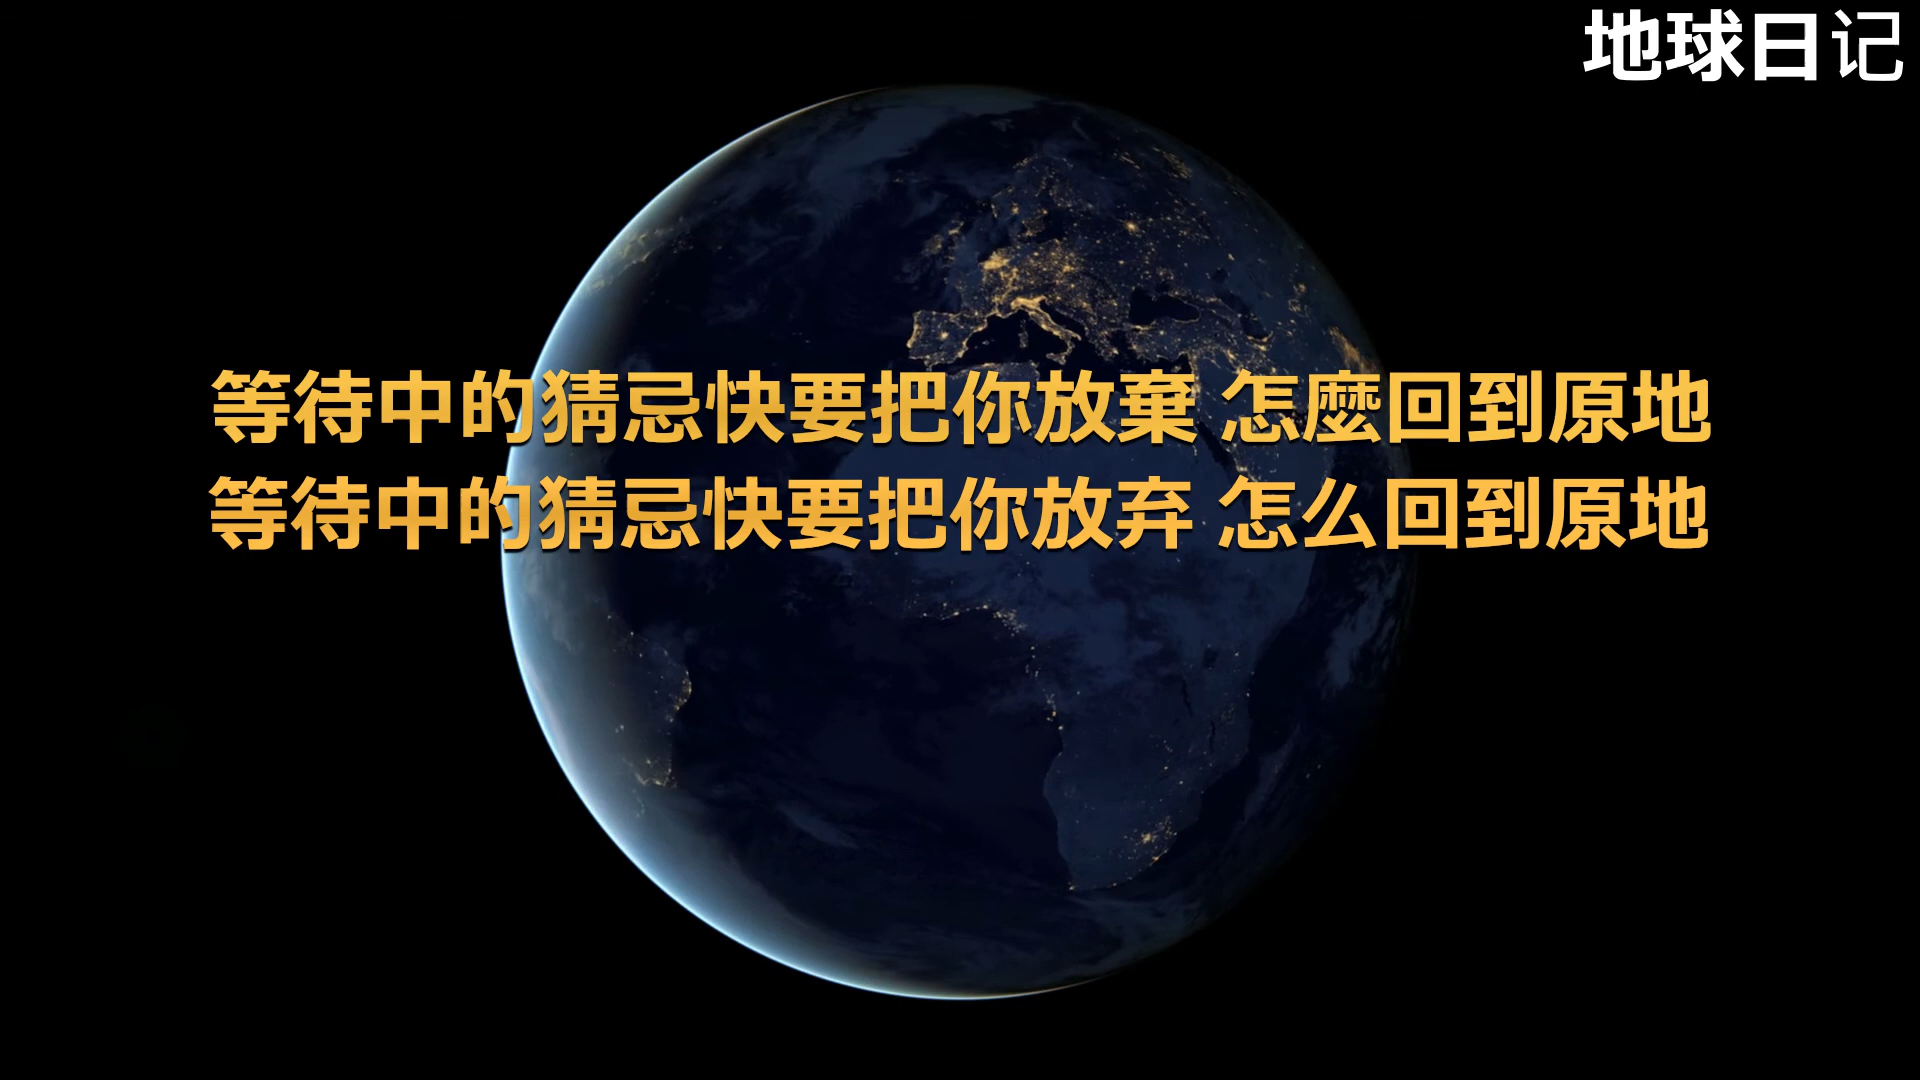 地球日记
等待中的猜忌快要把你放棄 怎麼回到原地
等待中的猜忌快要把你放弃 怎么回到原地